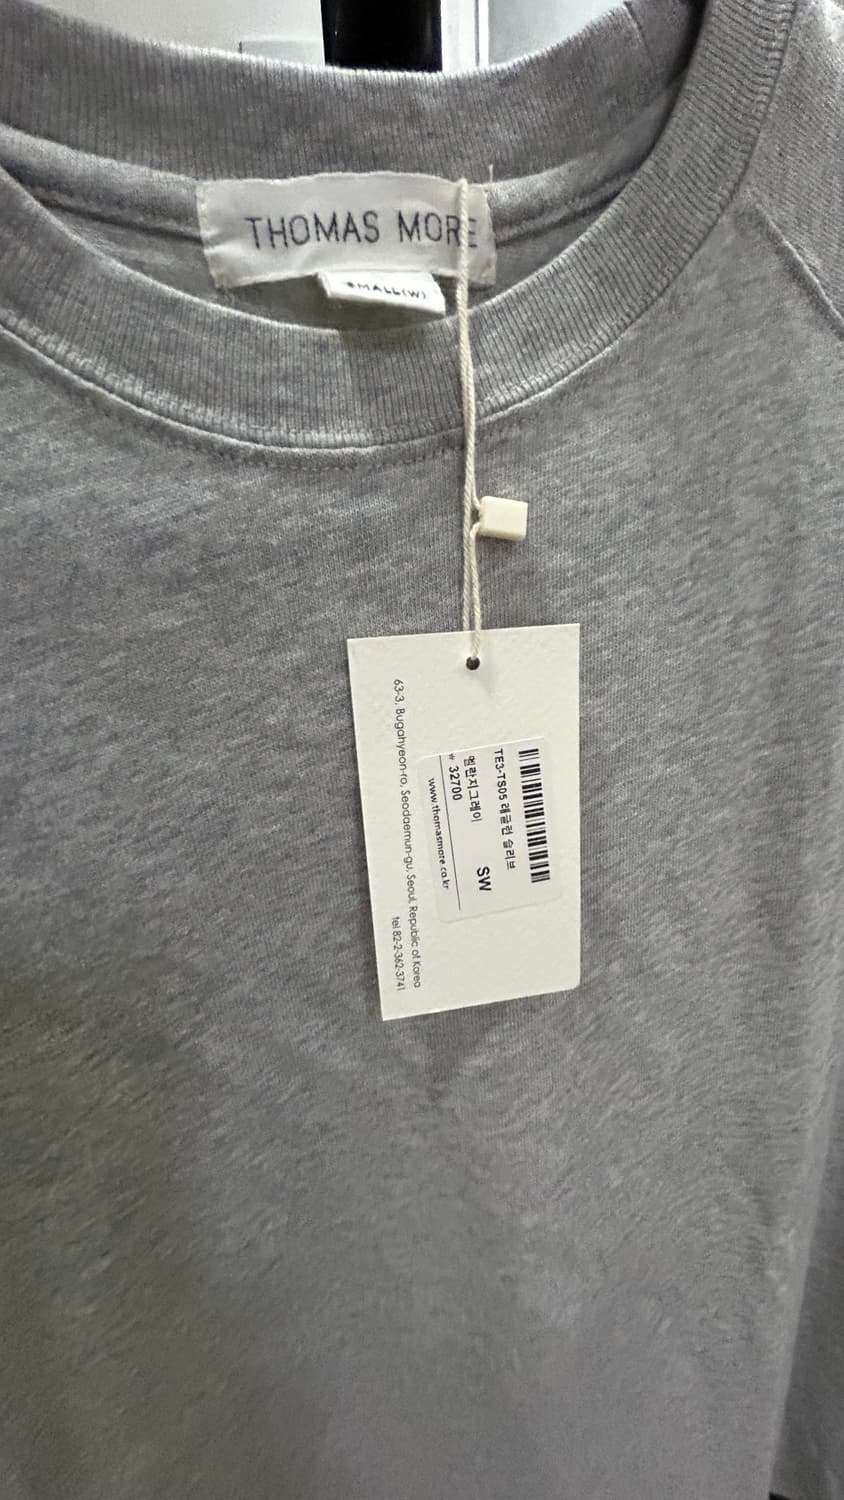 THOMAS MORE
SMALL(W)
TE3-TS05 래글런 슬리브
멜란지그레이
SW
₩ 32700
www.thomasmore.co.kr
63-3, Bugahyeon-ro, Seodaemun-gu, Seoul, Republic of Korea
tel 82-2-362-3741